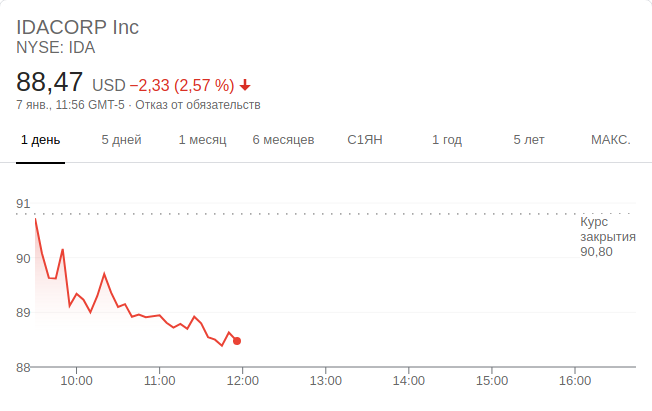 IDACORP Inc
NYSE: IDA
88,47 USD −2,33 (2,57 %)
7 янв., 11:56 GMT-5 · Отказ от обязательств
1 день 5 дней 1 месяц 6 месяцев С1ЯН 1 год 5 лет МАКС.
91
Курс
закрытия
90,80
90
89
88
10:00 11:00 12:00 13:00 14:00 15:00 16:00